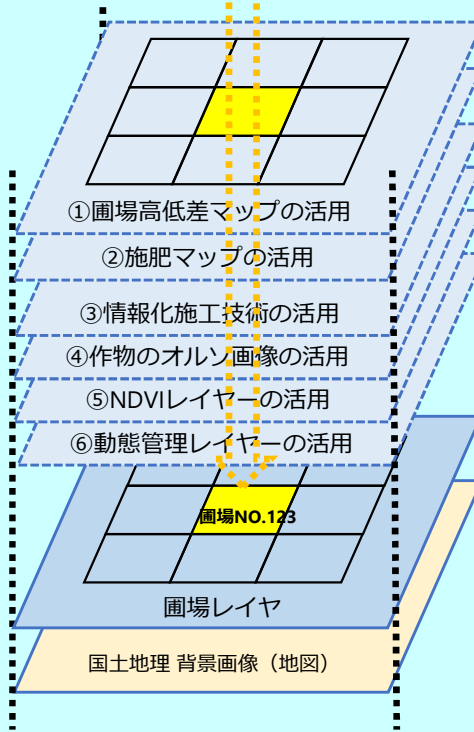 ①圃場高低差マップの活用
②施肥マップの活用
③情報化施工技術の活用
④作物のオルソ画像の活用
⑤NDVIレイヤーの活用
⑥動態管理レイヤーの活用
圃場NO.123
圃場レイヤ
国土地理 背景画像（地図）